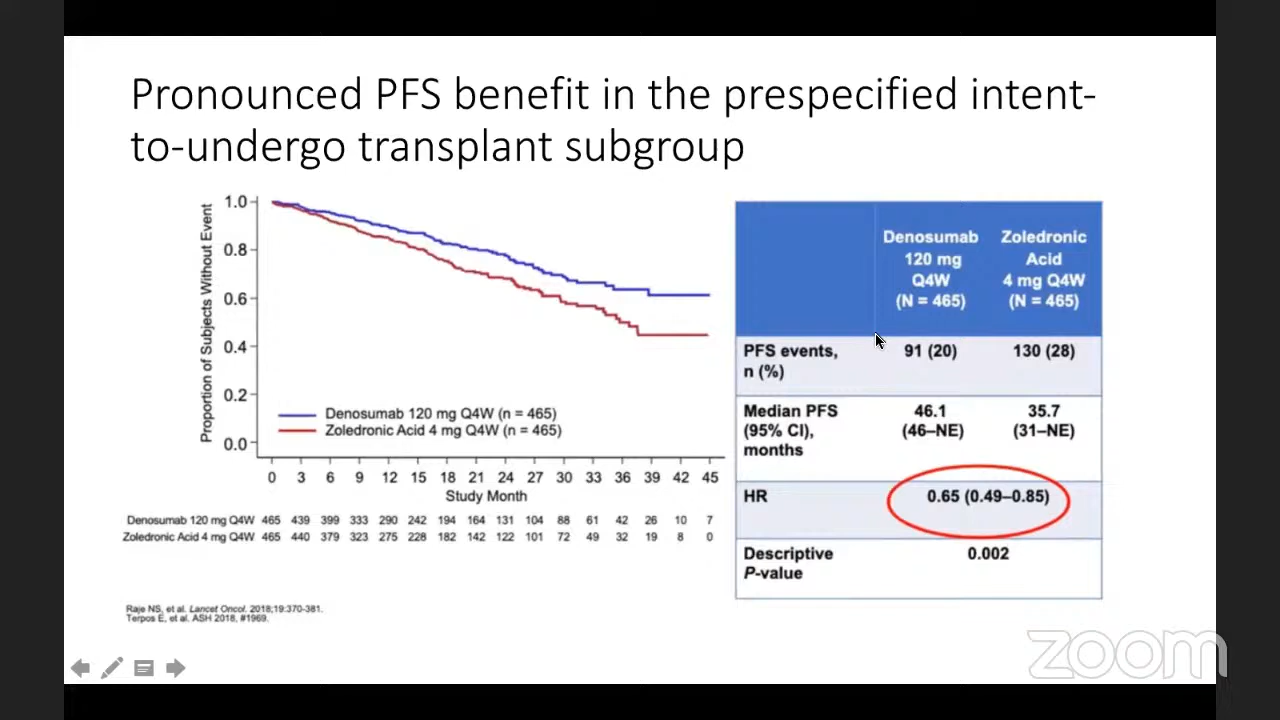 Pronounced PFS benefit in the prespecified intent-
to-undergo transplant subgroup
Proportion of Subjects Without Event
1.0
0.8
0.6
0.4
0.2
0.0
Denosumab 120 mg Q4W (n = 465)
Zoledronic Acid 4 mg Q4W (n = 465)
0 3 6 9 12 15 18 21 24 27 30 33 36 39 42 45
Study Month
Denosumab 120 mg Q4W 465 439 399 333 290 242 194 164 131 104 88 61 42 26 10 7
Zoledronic Acid 4 mg Q4W 465 440 379 323 275 228 182 142 122 101 72 49 32 19 8 0
Denosumab
120 mg
Q4W
(N = 465)
Zoledronic
Acid
4 mg Q4W
(N = 465)
PFS events,
n (%)
91 (20)
130 (28)
Median PFS
(95% CI),
months
46.1
(46–NE)
35.7
(31–NE)
HR
0.65 (0.49–0.85)
Descriptive
P-value
0.002
Raje NS, et al. Lancet Oncol. 2018;19:370-381.
Terpos E, et al. ASH 2018, #1969.
zoom